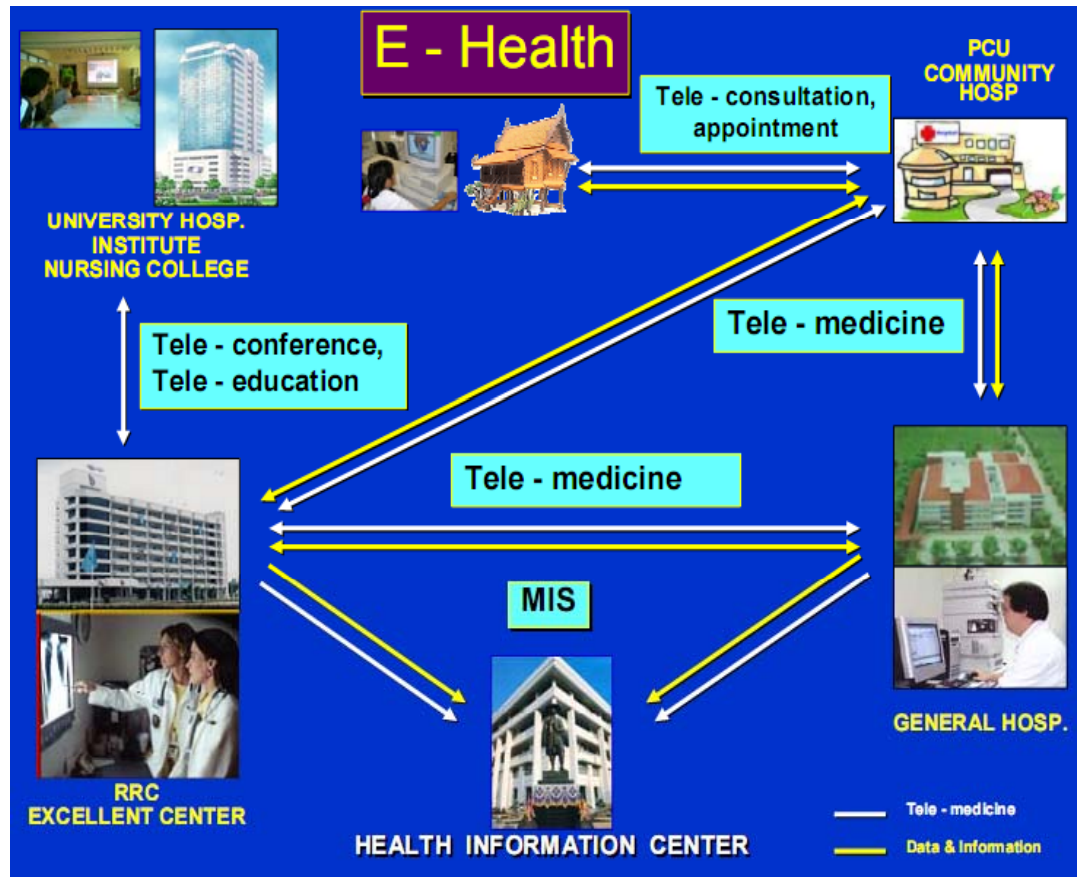 E - Health
PCU
COMMUNITY
HOSP
Tele - consultation,
appointment
UNIVERSITY HOSP.
INSTITUTE
NURSING COLLEGE
Tele - conference,
Tele - education
Tele - medicine
Tele - medicine
MIS
GENERAL HOSP.
RRC
EXCELLENT CENTER
HEALTH INFORMATION CENTER
Tele - medicine
Data & Information